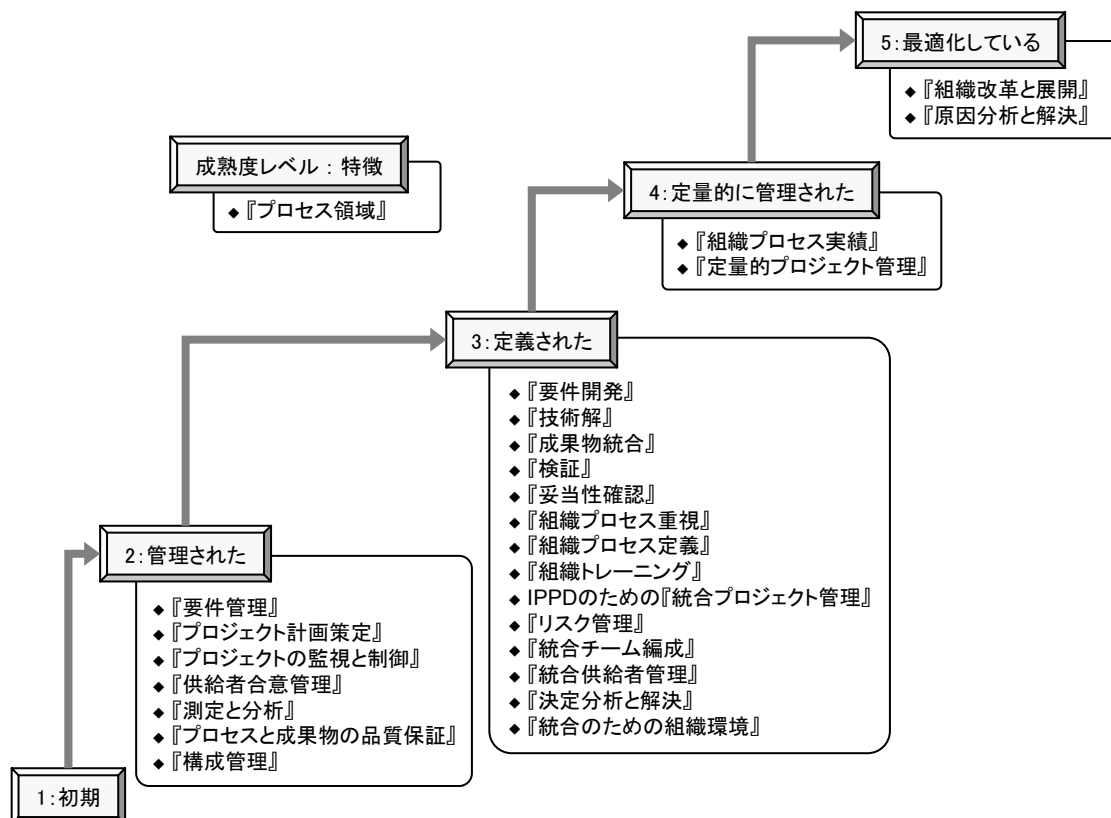 5:最適化している
◆『組織改革と展開』
◆『原因分析と解決』
成熟度レベル : 特徴
◆『プロセス領域』
4:定量的に管理された
◆『組織プロセス実績』
◆『定量的プロジェクト管理』
3:定義された
◆『要件開発』
◆『技術解』
◆『成果物統合』
◆『検証』
◆『妥当性確認』
◆『組織プロセス重視』
◆『組織プロセス定義』
◆『組織トレーニング』
◆IPPDのための『統合プロジェクト管理』
◆『リスク管理』
◆『統合チーム編成』
◆『統合供給者管理』
◆『決定分析と解決』
◆『統合のための組織環境』
2:管理された
◆『要件管理』
◆『プロジェクト計画策定』
◆『プロジェクトの監視と制御』
◆『供給者合意管理』
◆『測定と分析』
◆『プロセスと成果物の品質保証』
◆『構成管理』
1:初期